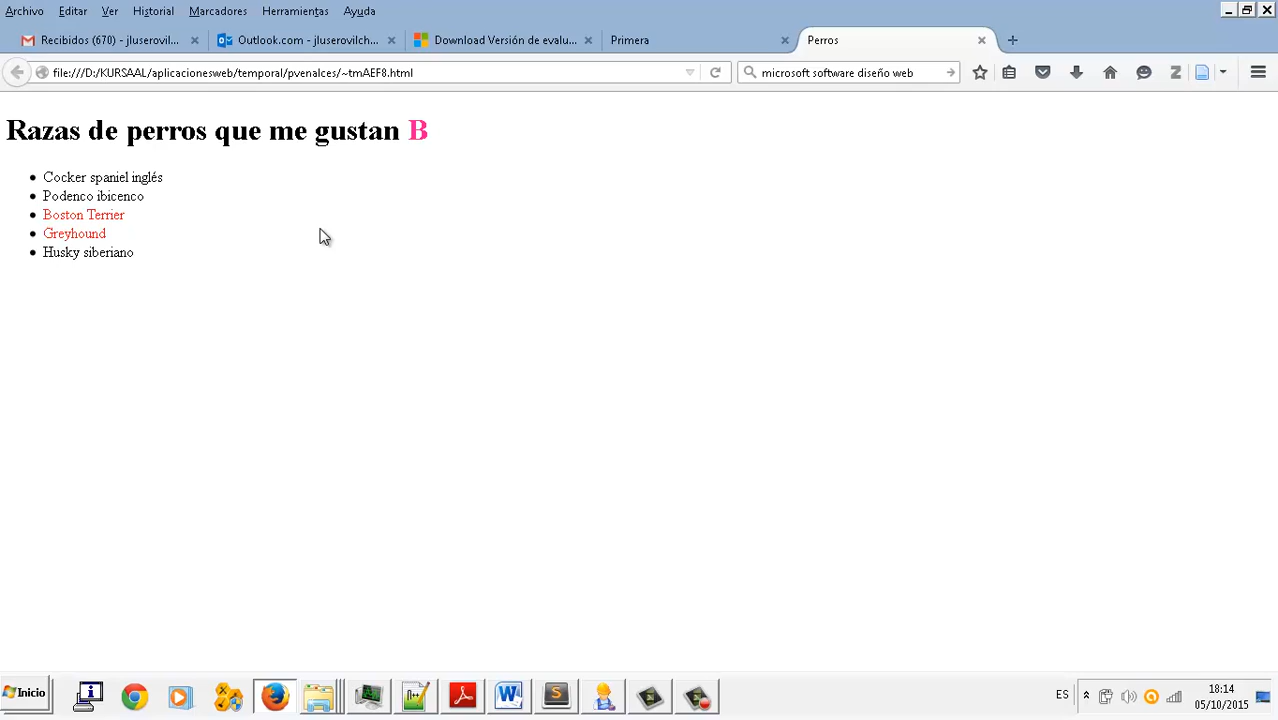 Archivo Editar Ver Historial Marcadores Herramientas Ayuda
Recibidos (670) - jluserovil... Outlook.com - jluserovilch... Download Versión de evalu... Primera Perros
file:///D:/KURSAAL/aplicacionesweb/temporal/pvenalces/~tmAEF8.html microsoft software diseño web
Razas de perros que me gustan B
Cocker spaniel inglés
Podenco ibicenco
Boston Terrier
Greyhound
Husky siberiano
Inicio ES 18:14
05/10/2015